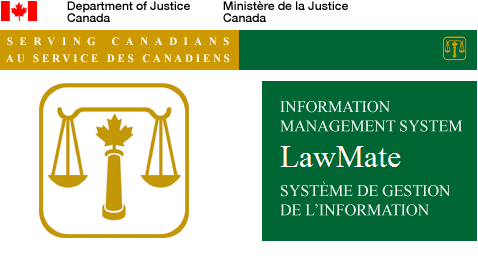 Department of Justice
Canada
Ministère de la Justice
Canada
SERVING CANADIANS
AU SERVICE DES CANADIENS
INFORMATION
MANAGEMENT SYSTEM
LawMate
SYSTÈME DE GESTION
DE L'INFORMATION